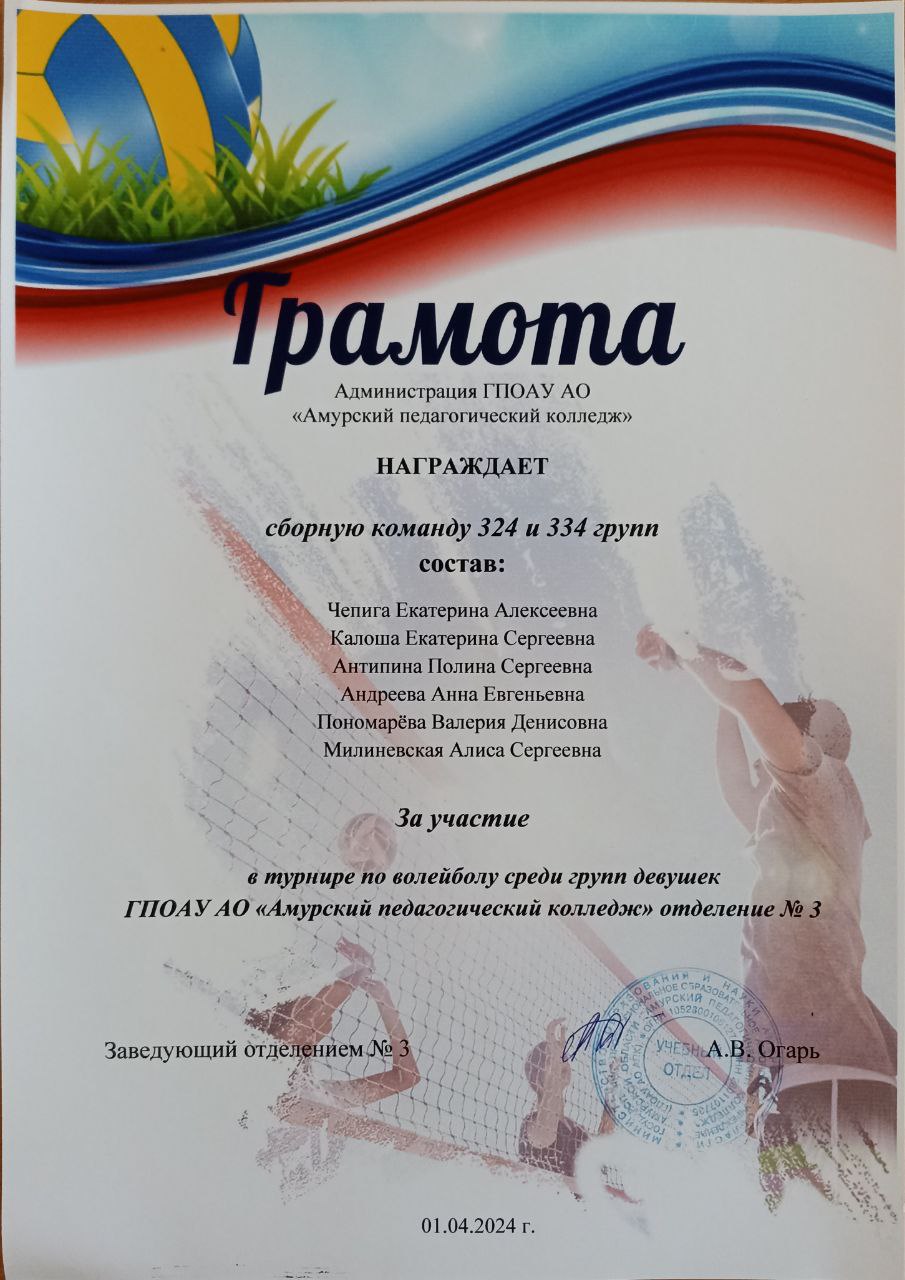 Грамота
Администрация ГПОАУ АО
«Амурский педагогический колледж»
НАГРАЖДАЕТ
сборную команду 324 и 334 групп
состав:
Чепига Екатерина Алексеевна
Калоша Екатерина Сергеевна
Антипина Полина Сергеевна
Андреева Анна Евгеньевна
Пономарёва Валерия Денисовна
Милиневская Алиса Сергеевна
За участие
в турнире по волейболу среди групп девушек
ГПОАУ АО «Амурский педагогический колледж» отделение № 3
Заведующий отделением № 3
А.В. Огарь
ОТДЕЛ
01.04.2024 г.